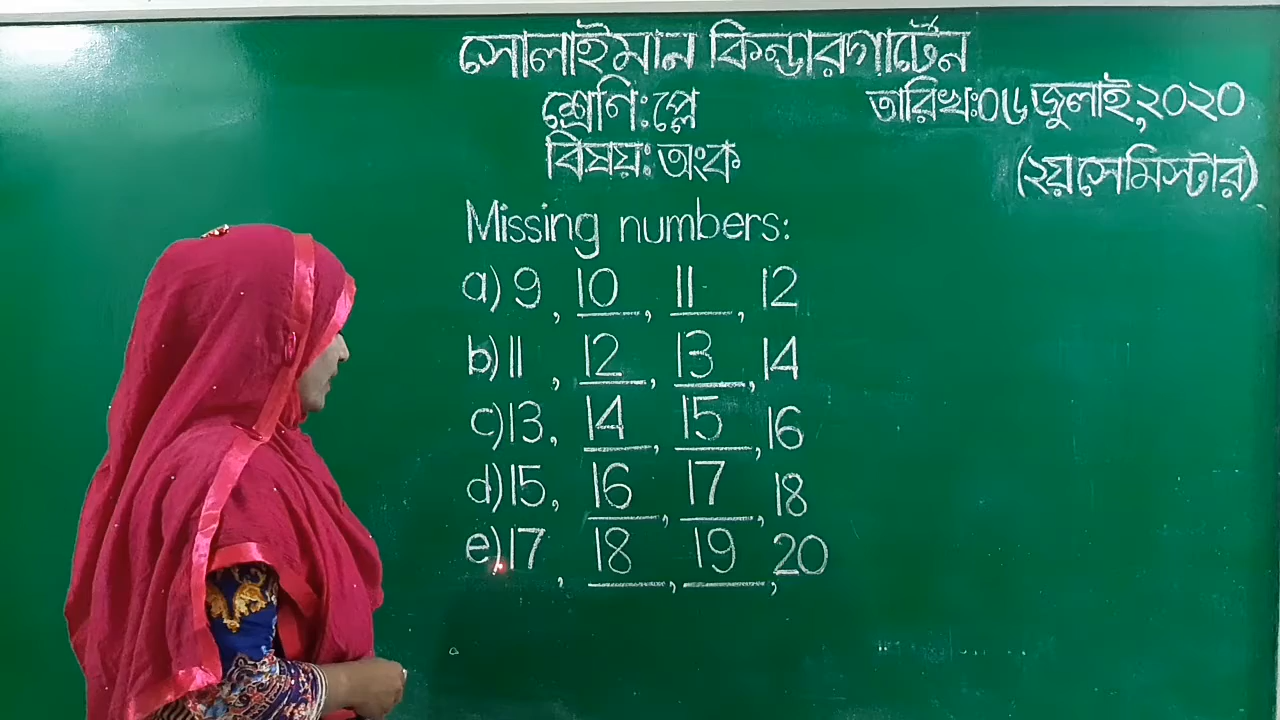 সোলাইমান কিন্ডারগার্টেন
শ্রেণি:প্লে
তারিখ:০৬ জুলাই,২০২০
বিষয়:অংক
(২য় সেমিস্টার)
Missing numbers:
a) 9, 10, 11, 12
b) 11, 12, 13, 14
c) 13, 14, 15, 16
d) 15, 16, 17, 18
e) 17, 18, 19, 20